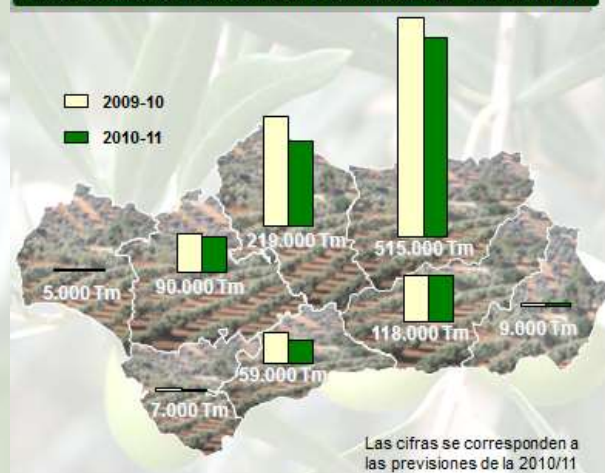 2009-10
2010-11
219.000 Tm
515.000 Tm
5.000 Tm
90.000 Tm
118.000 Tm
9.000 Tm
59.000 Tm
7.000 Tm
Las cifras se corresponden a
las previsiones de la 2010/11